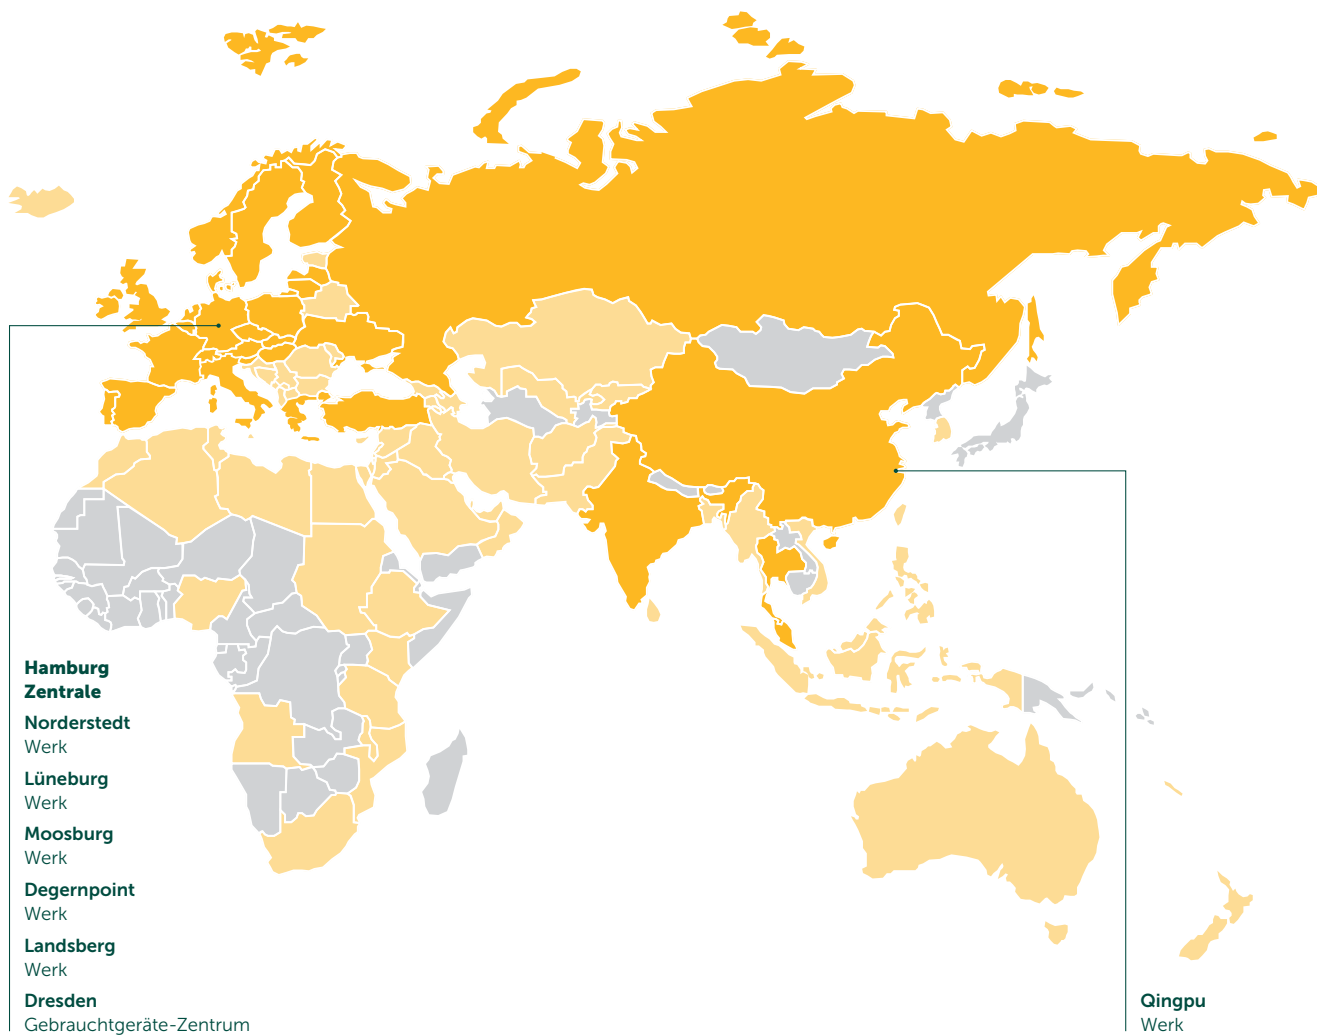 Hamburg
Zentrale
Norderstedt
Werk
Lüneburg
Werk
Moosburg
Werk
Degernpoint
Werk
Landsberg
Werk
Dresden
Gebrauchtgeräte-Zentrum
Qingpu
Werk